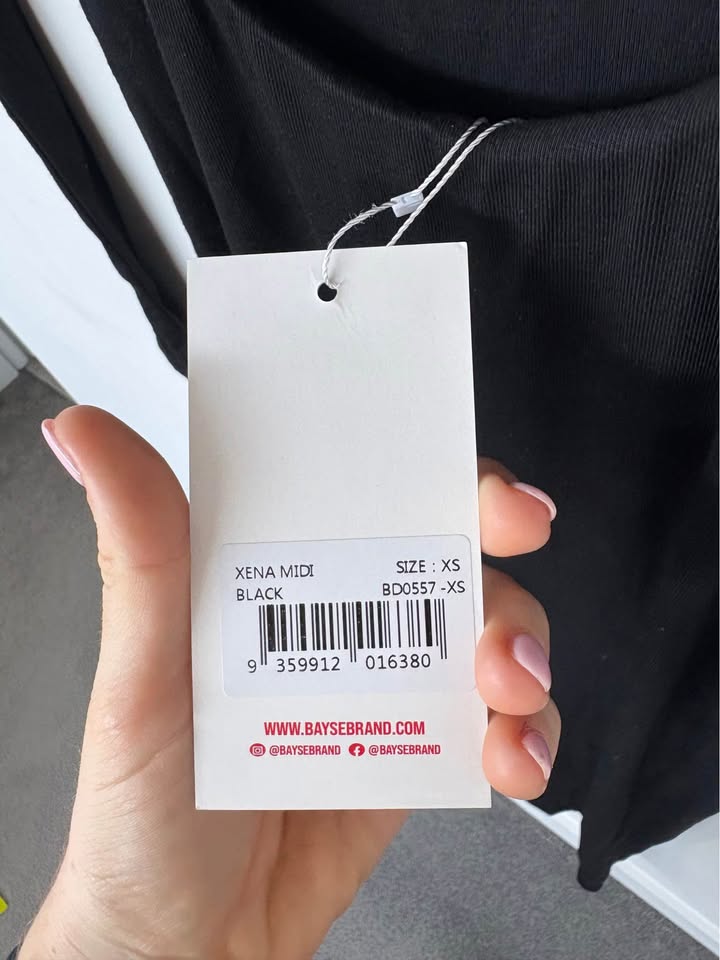 XENA MIDI SIZE : XS
BLACK BD0557 -XS
9 359912 016380
WWW.BAYSEBRAND.COM
@BAYSEBRAND @BAYSEBRAND